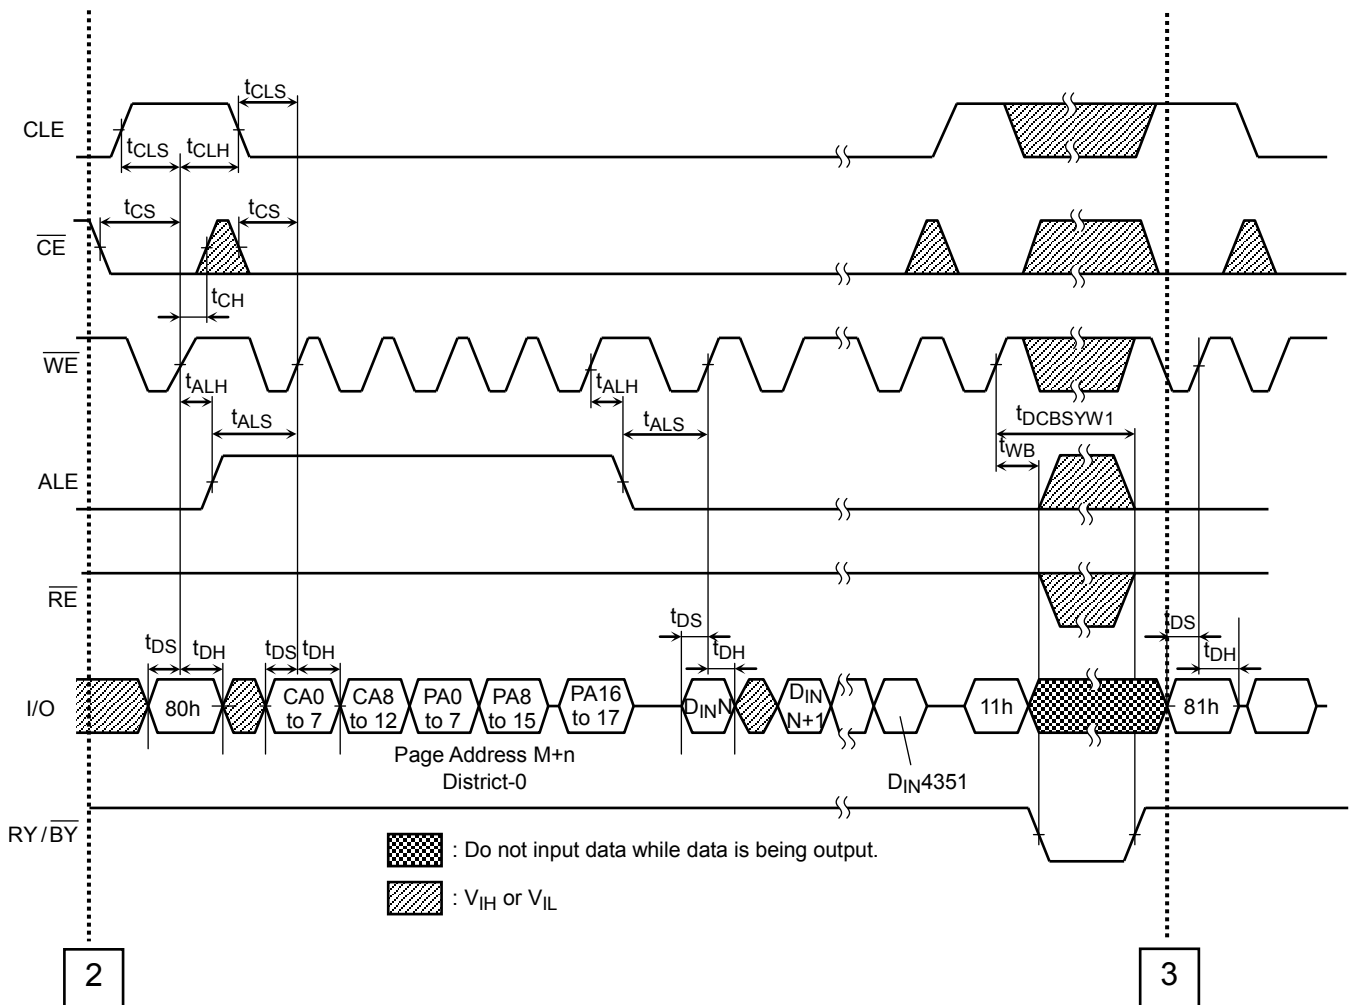 tCLS
CLE
tCLS tCLH
tCS tCS
CE
tCH
WE
tALH tALH
tALS tALS
tDCBSYW1
tWB
ALE
RE
tDS tDH tDS tDH tDS tDH tDS tDH
I/O
80h
CA0 to 7
CA8 to 12
PA0 to 7
PA8 to 15
PA16 to 17
DINN
DIN N+1
11h
81h
Page Address M+n
District-0
DIN4351
RY/BY
: Do not input data while data is being output.
: VIH or VIL
2
3